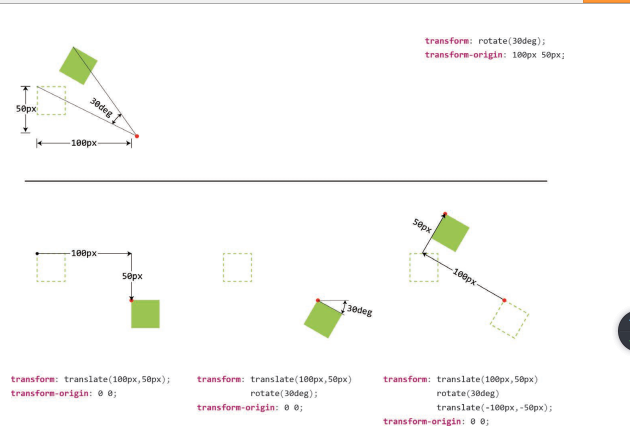 transform: rotate(30deg);
transform-origin: 100px 50px;
50px
30deg
100px
100px
50px
30deg
50px
100px
transform: translate(100px,50px);
transform-origin: 0 0;
transform: translate(100px,50px)
rotate(30deg);
transform-origin: 0 0;
transform: translate(100px,50px)
rotate(30deg)
translate(-100px,-50px);
transform-origin: 0 0;